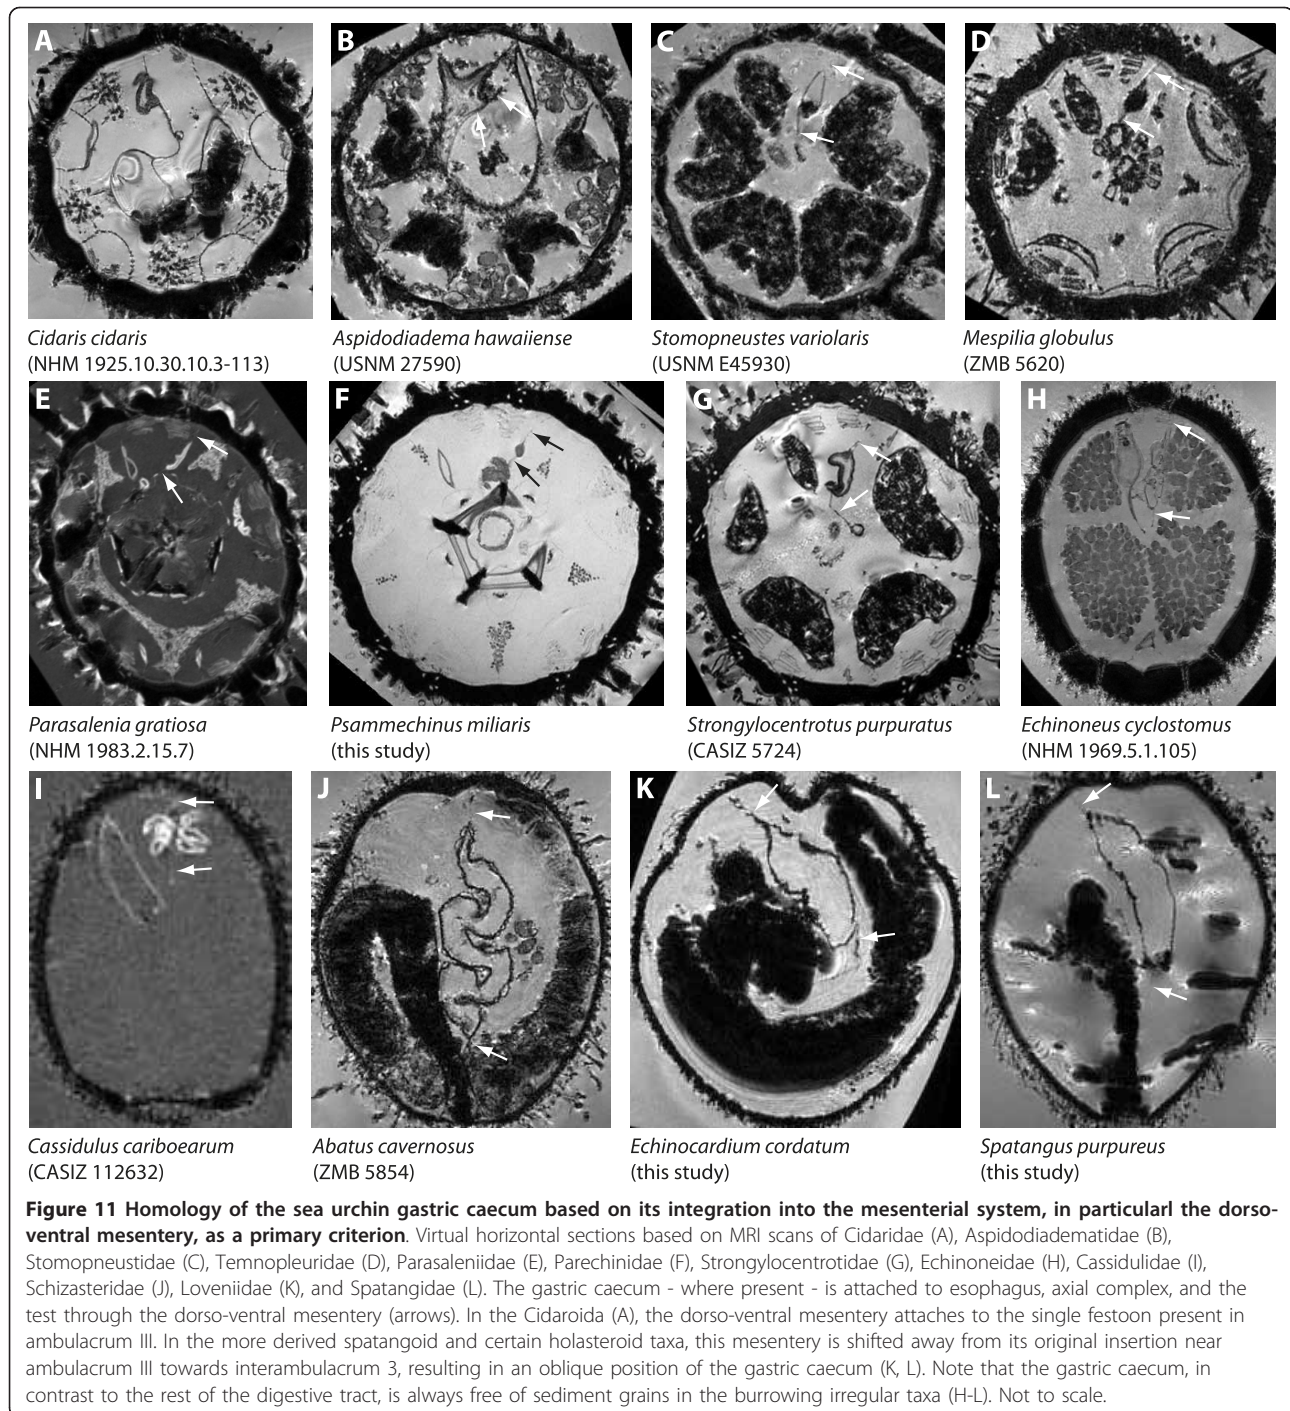 A
B
C
D
Cidaris cidaris
(NHM 1925.10.30.10.3-113)
Aspidodiadema hawaiiense
(USNM 27590)
Stomopneustes variolaris
(USNM E45930)
Mespilia globulus
(ZMB 5620)
E
F
G
H
Parasalenia gratiosa
(NHM 1983.2.15.7)
Psammechinus miliaris
(this study)
Strongylocentrotus purpuratus
(CASIZ 5724)
Echinoneus cyclostomus
(NHM 1969.5.1.105)
I
J
K
L
Cassidulus cariboearum
(CASIZ 112632)
Abatus cavernosus
(ZMB 5854)
Echinocardium cordatum
(this study)
Spatangus purpureus
(this study)
Figure 11 Homology of the sea urchin gastric caecum based on its integration into the mesenterial system, in particularl the dorso-
ventral mesentery, as a primary criterion. Virtual horizontal sections based on MRI scans of Cidaridae (A), Aspidodiadematidae (B),
Stomopneustidae (C), Temnopleuridae (D), Parasaleniidae (E), Parechinidae (F), Strongylocentrotidae (G), Echinoneidae (H), Cassidulidae (I),
Schizasteridae (J), Loveniidae (K), and Spatangidae (L). The gastric caecum - where present - is attached to esophagus, axial complex, and the
test through the dorso-ventral mesentery (arrows). In the Cidaroida (A), the dorso-ventral mesentery attaches to the single festoon present in
ambulacrum III. In the more derived spatangoid and certain holasteroid taxa, this mesentery is shifted away from its original insertion near
ambulacrum III towards interambulacrum 3, resulting in an oblique position of the gastric caecum (K, L). Note that the gastric caecum, in
contrast to the rest of the digestive tract, is always free of sediment grains in the burrowing irregular taxa (H-L). Not to scale.